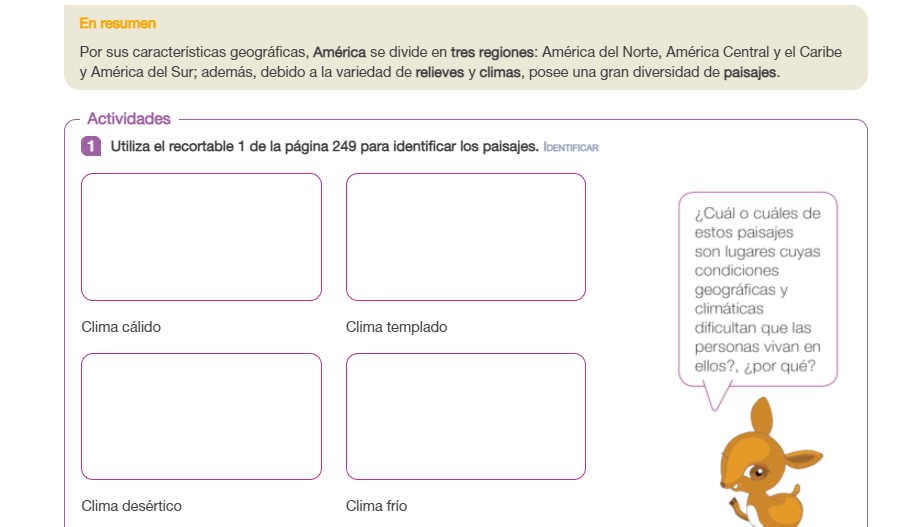 En resumen
Por sus características geográficas, América se divide en tres regiones: América del Norte, América Central y el Caribe
y América del Sur; además, debido a la variedad de relieves y climas, posee una gran diversidad de paisajes.
Actividades
1 Utiliza el recortable 1 de la página 249 para identificar los paisajes. IDENTIFICAR
¿Cuál o cuáles de
estos paisajes
son lugares cuyas
condiciones
geográficas y
climáticas
dificultan que las
personas vivan en
ellos?, ¿por qué?
Clima cálido
Clima templado
Clima desértico
Clima frío